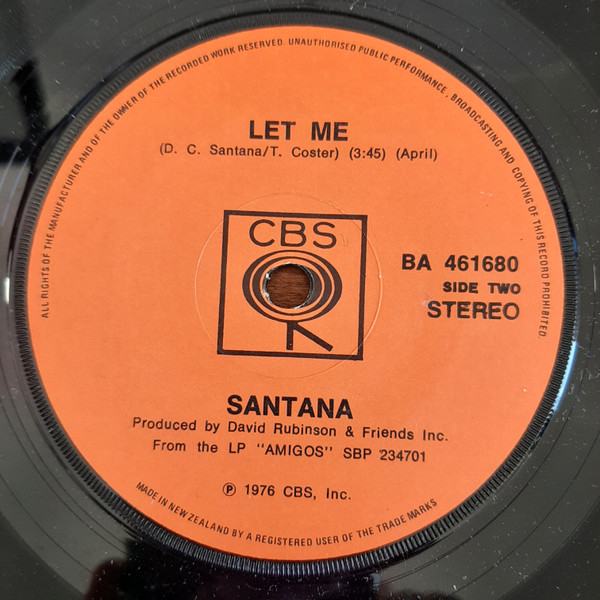 ALL RIGHTS OF THE MANUFACTURER AND OF THE OWNER OF THE RECORDED WORK RESERVED. UNAUTHORISED PUBLIC PERFORMANCE, BROADCASTING AND COPYING OF THIS RECORD PROHIBITED.
LET ME
(D. C. Santana/T. Coster) (3:45) (April)
CBS
BA 461680
SIDE TWO
STEREO
SANTANA
Produced by David Rubinson & Friends Inc.
From the LP "AMIGOS" SBP 234701
℗ 1976 CBS, Inc.
MADE IN NEW ZEALAND BY A REGISTERED USER OF THE TRADE MARKS